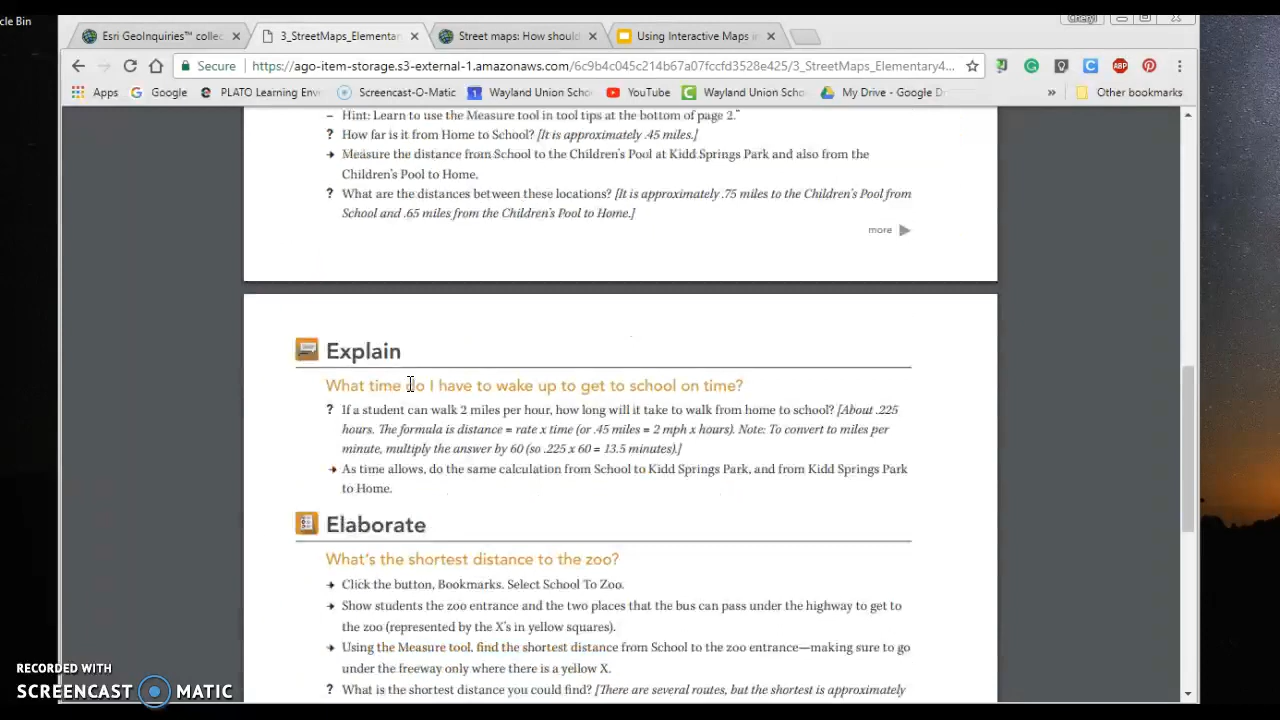 cle Bin
Cheryl
Esri GeoInquiries™ collec
3_StreetMaps_Elementar
Street maps: How should
Using Interactive Maps i
Secure
https://ago-item-storage.s3-external-1.amazonaws.com/6c9b4c045c214b67a07fccfd3528e425/3_StreetMaps_Elementary4...
Apps
Google
PLATO Learning Env
Screencast-O-Matic
Wayland Union Scho
YouTube
Wayland Union Scho
My Drive - Google D
»
Other bookmarks
– Hint: Learn to use the Measure tool in tool tips at the bottom of page 2."
? How far is it from Home to School? [It is approximately .45 miles.]
➔ Measure the distance from School to the Children's Pool at Kidd Springs Park and also from the
Children's Pool to Home.
? What are the distances between these locations? [It is approximately .75 miles to the Children's Pool from
School and .65 miles from the Children's Pool to Home.]
more
Explain
What time do I have to wake up to get to school on time?
? If a student can walk 2 miles per hour, how long will it take to walk from home to school? [About .225
hours. The formula is distance = rate x time (or .45 miles = 2 mph x hours). Note: To convert to miles per
minute, multiply the answer by 60 (so .225 x 60 = 13.5 minutes).]
➔ As time allows, do the same calculation from School to Kidd Springs Park, and from Kidd Springs Park
to Home.
Elaborate
What's the shortest distance to the zoo?
➔ Click the button, Bookmarks. Select School To Zoo.
➔ Show students the zoo entrance and the two places that the bus can pass under the highway to get to
the zoo (represented by the X's in yellow squares).
➔ Using the Measure tool, find the shortest distance from School to the zoo entrance—making sure to go
under the freeway only where there is a yellow X.
? What is the shortest distance you could find? [There are several routes, but the shortest is approximately
RECORDED WITH
SCREENCAST MATIC